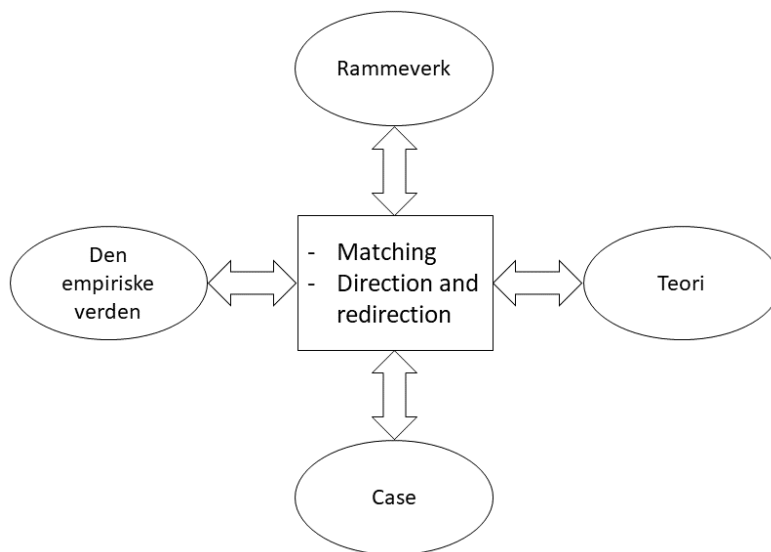 Rammeverk
Den
empiriske
verden
- Matching
- Direction and
redirection
Teori
Case